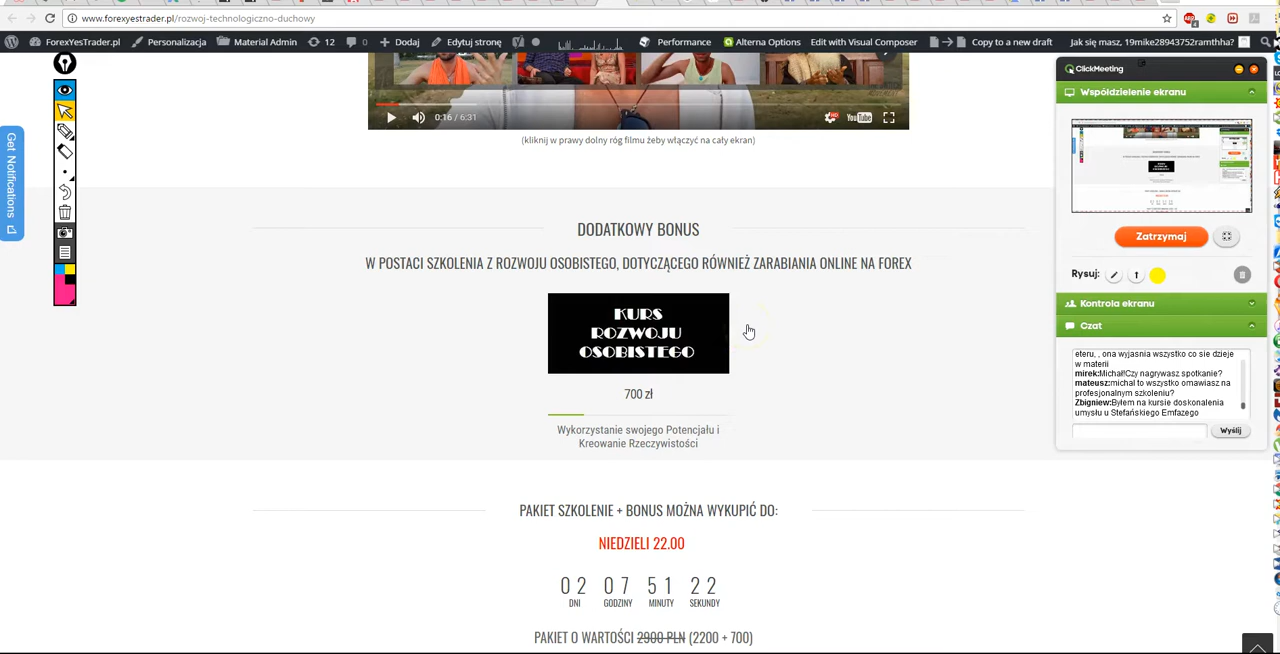 www.forexyestrader.pl/rozwoj-technologiczno-duchowy
ForexYesTrader.pl Personalizacja Material Admin 12 0 Dodaj Edytuj stronę Performance Alterna Options Edit with Visual Composer Copy to a new draft Jak się masz, 19mike28943752ramthha?
Get Notifications
0:16 / 6:31
HD
YouTube
(kliknij w prawy dolny róg filmu żeby włączyć na cały ekran)
DODATKOWY BONUS
W POSTACI SZKOLENIA Z ROZWOJU OSOBISTEGO, DOTYCZĄCEGO RÓWNIEŻ ZARABIANIA ONLINE NA FOREX
KURS
ROZWOJU
OSOBISTEGO
700 zł
Wykorzystanie swojego Potencjału i
Kreowanie Rzeczywistości
PAKIET SZKOLENIE + BONUS MOŻNA WYKUPIĆ DO:
NIEDZIELI 22.00
02 07 51 22
DNI GODZINY MINUTY SEKUNDY
PAKIET O WARTOŚCI 2900 PLN (2200 + 700)
ClickMeeting
Współdzielenie ekranu
Zatrzymaj
Rysuj:
Kontrola ekranu
Czat
eteru, , ona wyjasnia wszystko co sie dzieje
w materii
mirek:Michał!Czy nagrywasz spotkanie?
mateusz:michal to wszystko omawiasz na
profesjonalnym szkoleniu?
Zbigniew:Byłem na kursie doskonalenia
umysłu u Stefańskiego Emfazego
Wyślij